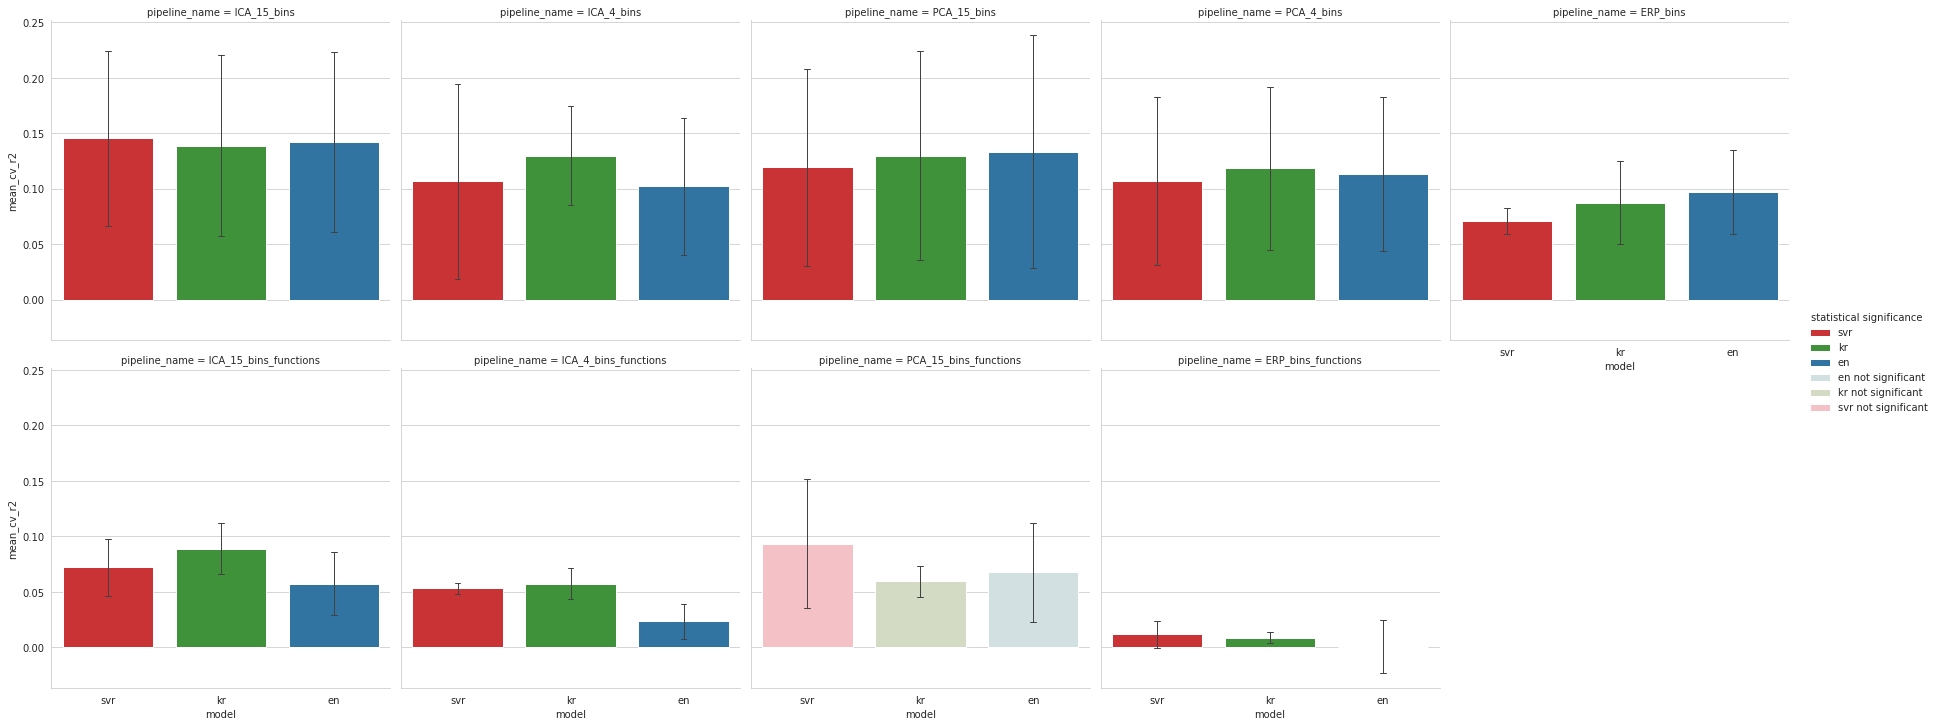 pipeline_name = ICA_15_bins
pipeline_name = ICA_4_bins
pipeline_name = PCA_15_bins
pipeline_name = PCA_4_bins
pipeline_name = ERP_bins
0.25
0.20
0.15
0.10
0.05
0.00
mean_cv_r2
svr
kr
en
model
statistical significance
svr
kr
en
en not significant
kr not significant
svr not significant
pipeline_name = ICA_15_bins_functions
pipeline_name = ICA_4_bins_functions
pipeline_name = PCA_15_bins_functions
pipeline_name = ERP_bins_functions
0.25
0.20
0.15
0.10
0.05
0.00
mean_cv_r2
svr
kr
en
model
svr
kr
en
model
svr
kr
en
model
svr
kr
en
model